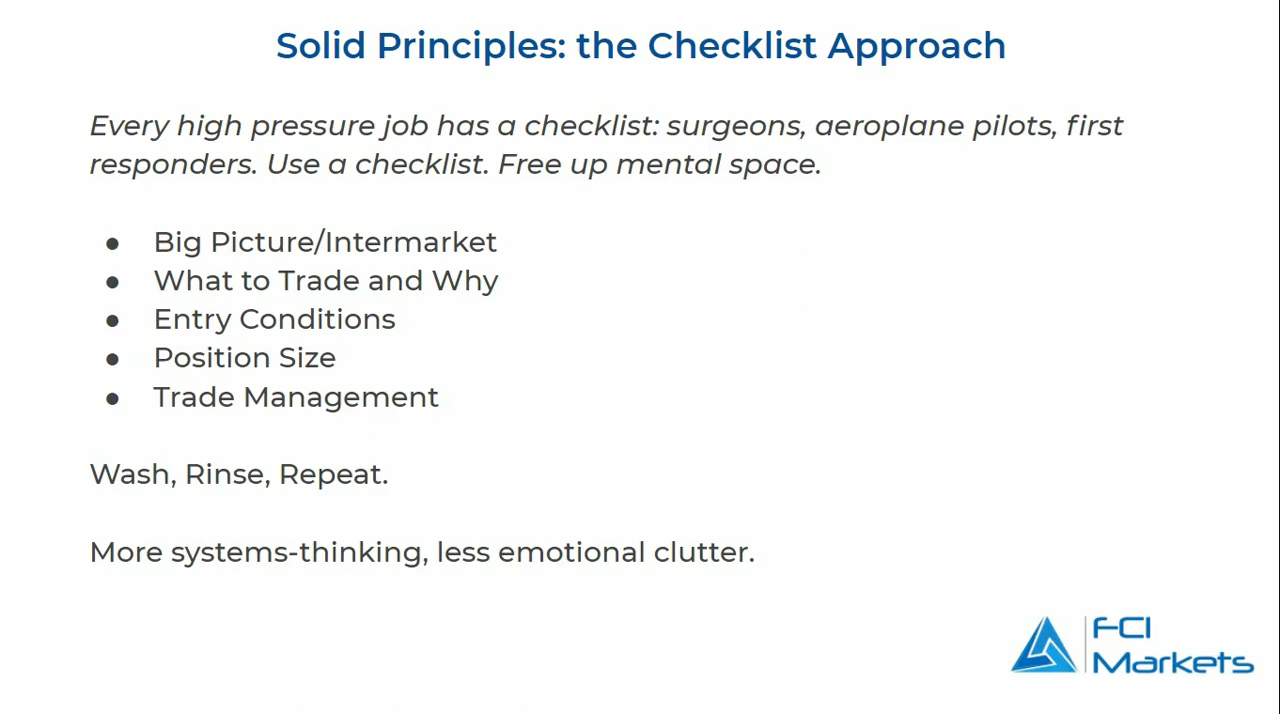 Solid Principles: the Checklist Approach
Every high pressure job has a checklist: surgeons, aeroplane pilots, first
responders. Use a checklist. Free up mental space.
● Big Picture/Intermarket
● What to Trade and Why
● Entry Conditions
● Position Size
● Trade Management
Wash, Rinse, Repeat.
More systems-thinking, less emotional clutter.
FCI
Markets